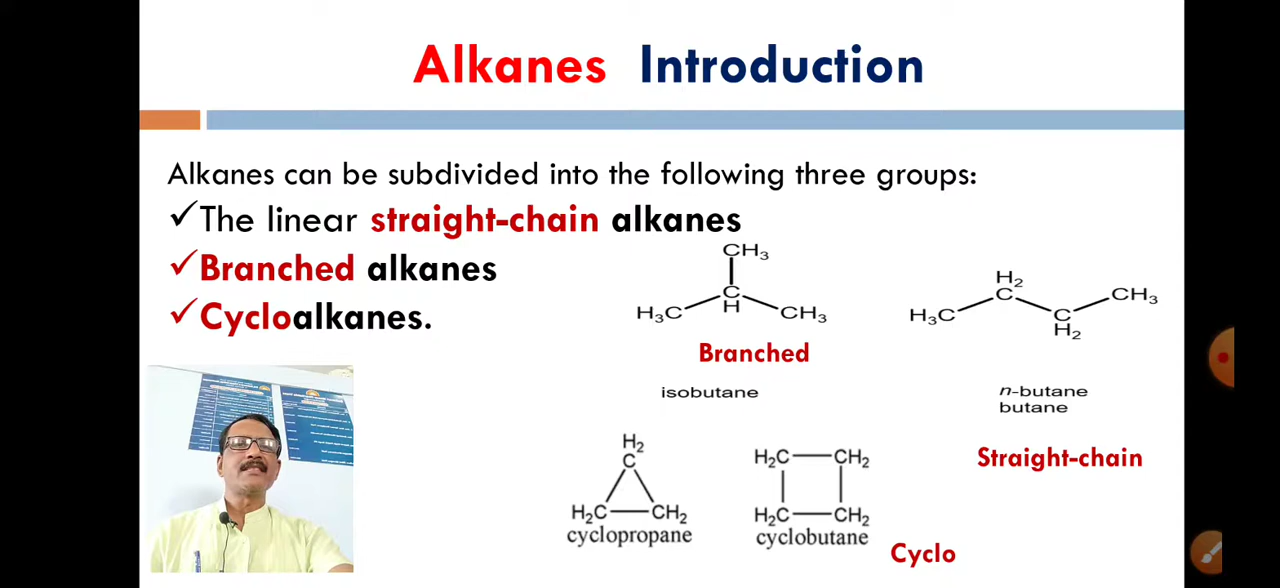 Alkanes Introduction
Alkanes can be subdivided into the following three groups:
✓The linear straight-chain alkanes
✓Branched alkanes
✓Cycloalkanes.
CH3
C
H
H3C
CH3
Branched
isobutane
H2
C
H3C
C
H2
CH3
n-butane
butane
Straight-chain
H2
C
H2C
CH2
cyclopropane
H2C
CH2
H2C
CH2
cyclobutane
Cyclo